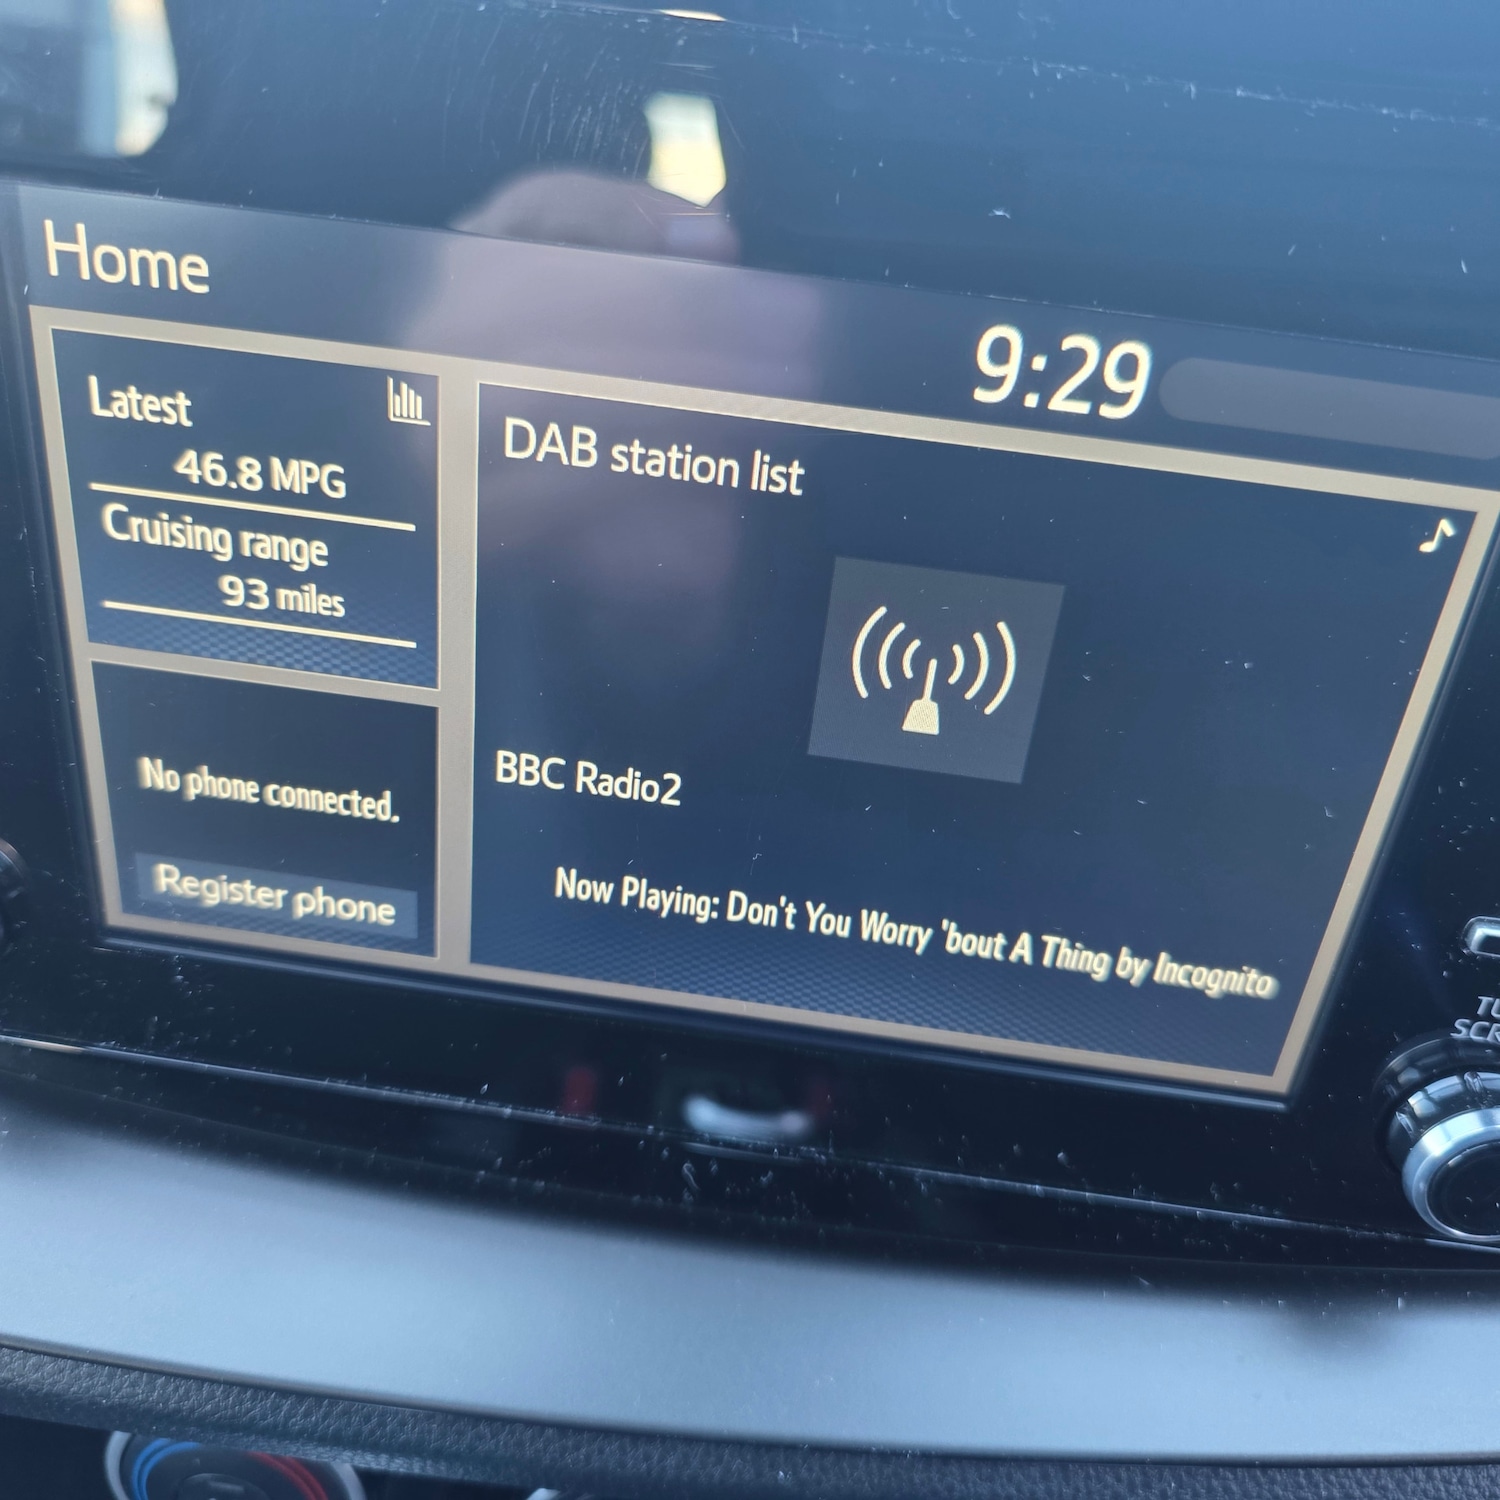 Home
9:29
Latest
46.8 MPG
Cruising range
93 miles
No phone connected.
Register phone
DAB station list
BBC Radio2
Now Playing: Don't You Worry 'bout A Thing by Incognito